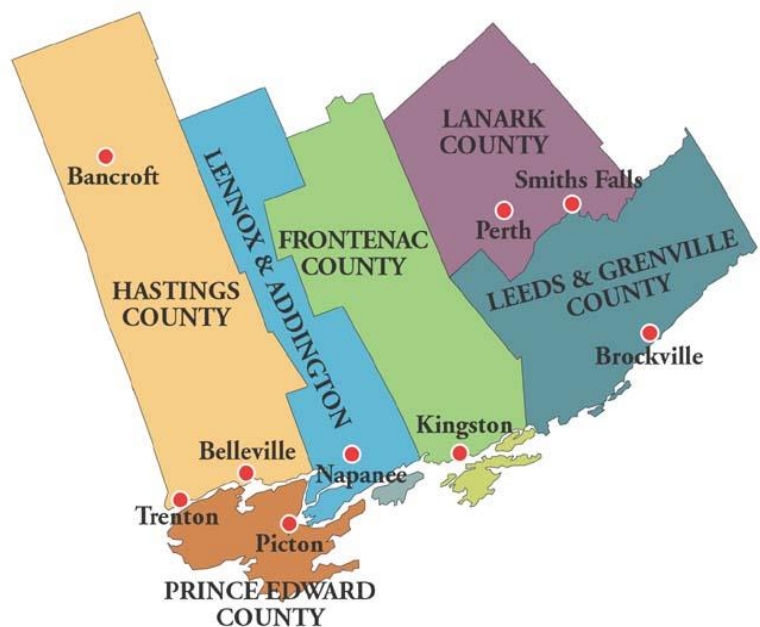 LANARK
COUNTY
Bancroft
Smiths Falls
LENNOX & ADDINGTON
Perth
FRONTENAC
COUNTY
LEEDS & GRENVILLE
COUNTY
HASTINGS
COUNTY
Brockville
Kingston
Belleville
Napanee
Trenton
Picton
PRINCE EDWARD
COUNTY